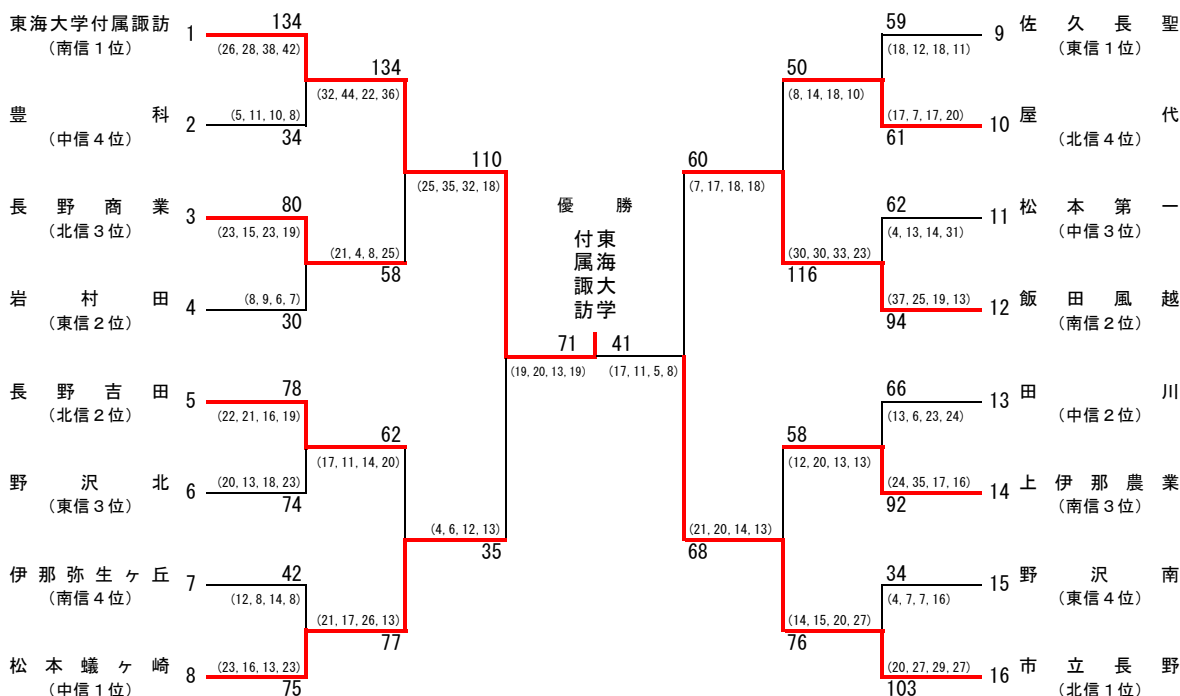 東海大学付属諏訪 1 134
(南信１位) (26, 28, 38, 42)
134
(32, 44, 22, 36)
豊科 2 (5, 11, 10, 8)
(中信４位) 34
110
(25, 35, 32, 18)
長野商業 3 80
(北信３位) (23, 15, 23, 19)
(21, 4, 8, 25)
58
岩村田 4 (8, 9, 6, 7)
(東信２位) 30
長野吉田 5 78
(北信２位) (22, 21, 16, 19)
62
(17, 11, 14, 20)
野沢北 6 (20, 13, 18, 23)
(東信３位) 74
(4, 6, 12, 13)
35
伊那弥生ヶ丘 7 42
(南信４位) (12, 8, 14, 8)
(21, 17, 26, 13)
77
松本蟻ヶ崎 8 (23, 16, 13, 23)
(中信１位) 75
優勝
東海大学
付属諏訪
71 41
(19, 20, 13, 19) (17, 11, 5, 8)
59 9 佐久長聖
(18, 12, 18, 11) (東信１位)
50
(8, 14, 18, 10)
(17, 7, 17, 20) 10 屋代
61 (北信４位)
60
(7, 17, 18, 18)
62 11 松本第一
(4, 13, 14, 31) (中信３位)
(30, 30, 33, 23)
116
(37, 25, 19, 13) 12 飯田風越
94 (南信２位)
66 13 田川
(13, 6, 23, 24) (中信２位)
58
(12, 20, 13, 13)
(24, 35, 17, 16) 14 上伊那農業
92 (南信３位)
(21, 20, 14, 13)
68
34 15 野沢南
(4, 7, 7, 16) (東信４位)
(14, 15, 20, 27)
76
(20, 27, 29, 27) 16 市立長野
103 (北信１位)